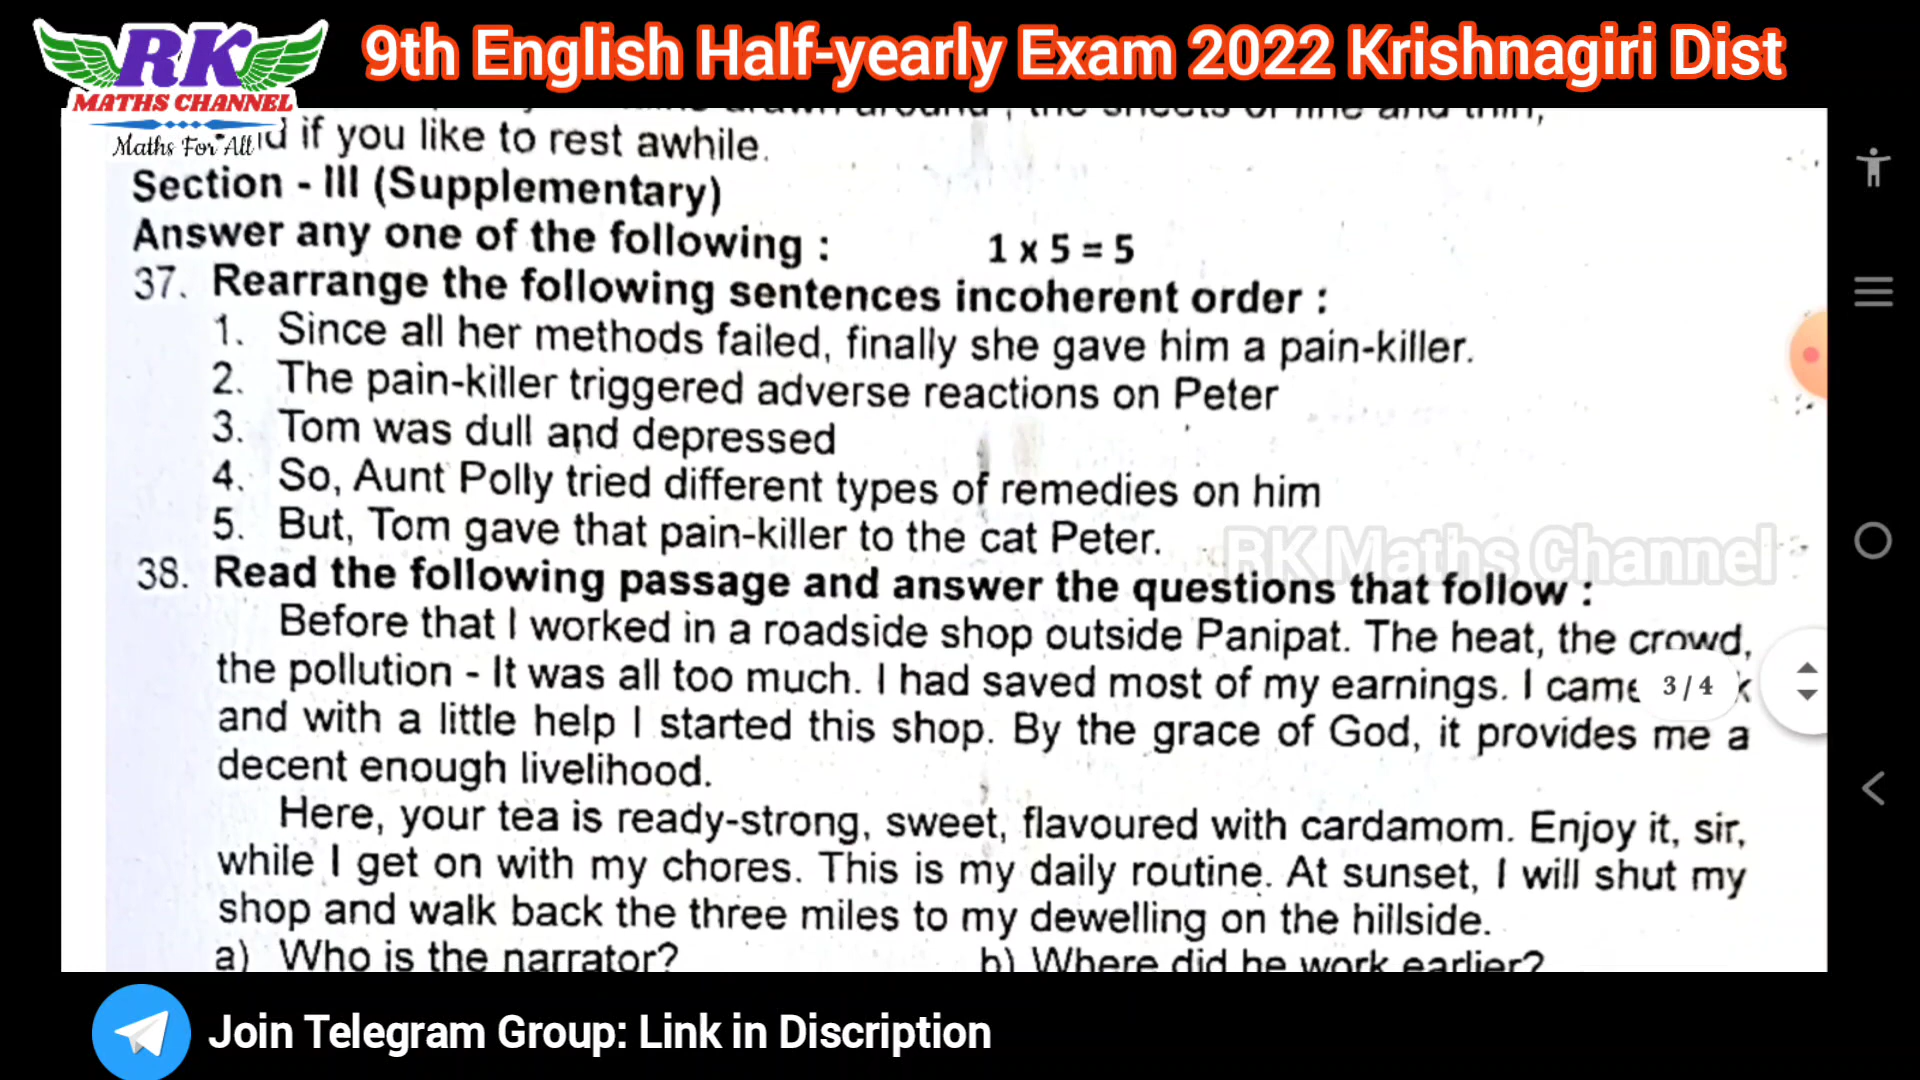 RK
MATHS CHANNEL
Maths For All
9th English Half-yearly Exam 2022 Krishnagiri Dist
drawn around, the sheets of fine and thin,
if you like to rest awhile.
Section - III (Supplementary)
Answer any one of the following : 1 x 5 = 5
37. Rearrange the following sentences incoherent order :
1. Since all her methods failed, finally she gave him a pain-killer.
2. The pain-killer triggered adverse reactions on Peter
3. Tom was dull and depressed
4. So, Aunt Polly tried different types of remedies on him
5. But, Tom gave that pain-killer to the cat Peter.
RK Maths Channel
38. Read the following passage and answer the questions that follow :
Before that I worked in a roadside shop outside Panipat. The heat, the crowd,
the pollution - It was all too much. I had saved most of my earnings. I came
3 / 4
and with a little help I started this shop. By the grace of God, it provides me a
decent enough livelihood.
Here, your tea is ready-strong, sweet, flavoured with cardamom. Enjoy it, sir,
while I get on with my chores. This is my daily routine. At sunset, I will shut my
shop and walk back the three miles to my dewelling on the hillside.
a) Who is the narrator? b) Where did he work earlier?
Join Telegram Group: Link in Discription